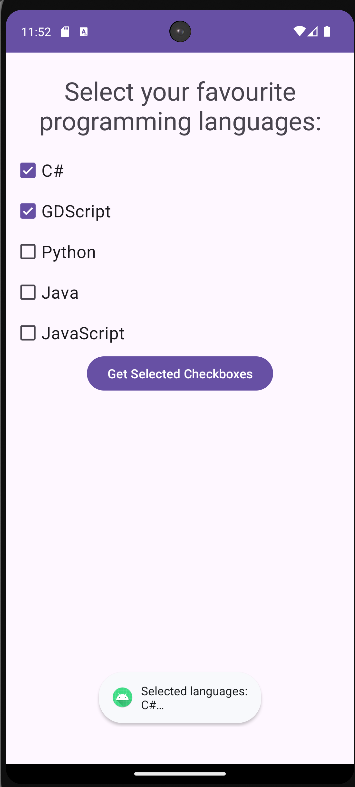 11:52
Select your favourite
programming languages:
C#
GDScript
Python
Java
JavaScript
Get Selected Checkboxes
Selected languages:
C#...